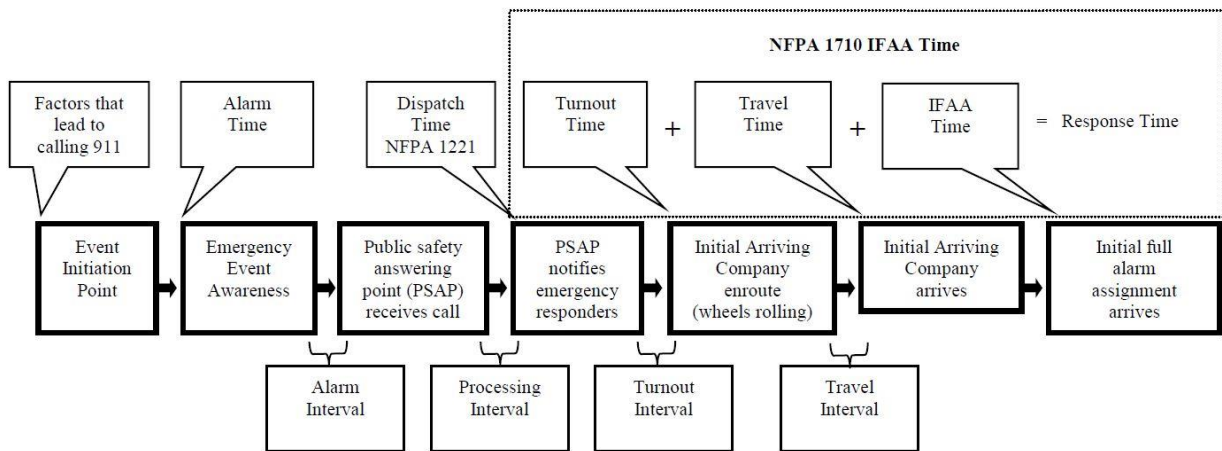 NFPA 1710 IFAA Time
Factors that
lead to
calling 911
Alarm
Time
Dispatch
Time
NFPA 1221
Turnout
Time
+
Travel
Time
+
IFAA
Time
= Response Time
Event
Initiation
Point
Emergency
Event
Awareness
Public safety
answering
point (PSAP)
receives call
PSAP
notifies
emergency
responders
Initial Arriving
Company
enroute
(wheels rolling)
Initial Arriving
Company
arrives
Initial full
alarm
assignment
arrives
Alarm
Interval
Processing
Interval
Turnout
Interval
Travel
Interval